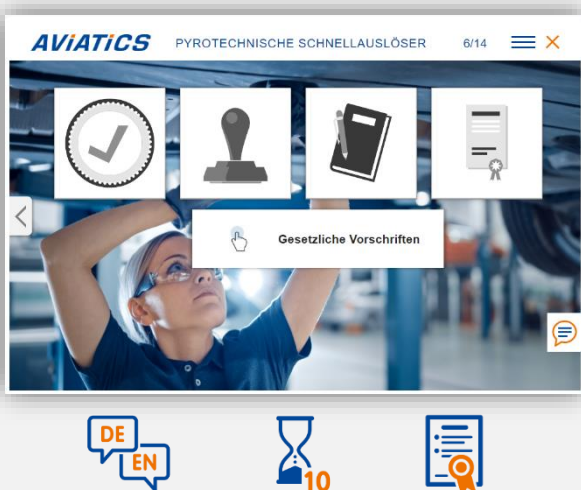 AViATiCS PYROTECHNISCHE SCHNELLAUSLÖSER 6/14
Gesetzliche Vorschriften
DE
EN
10